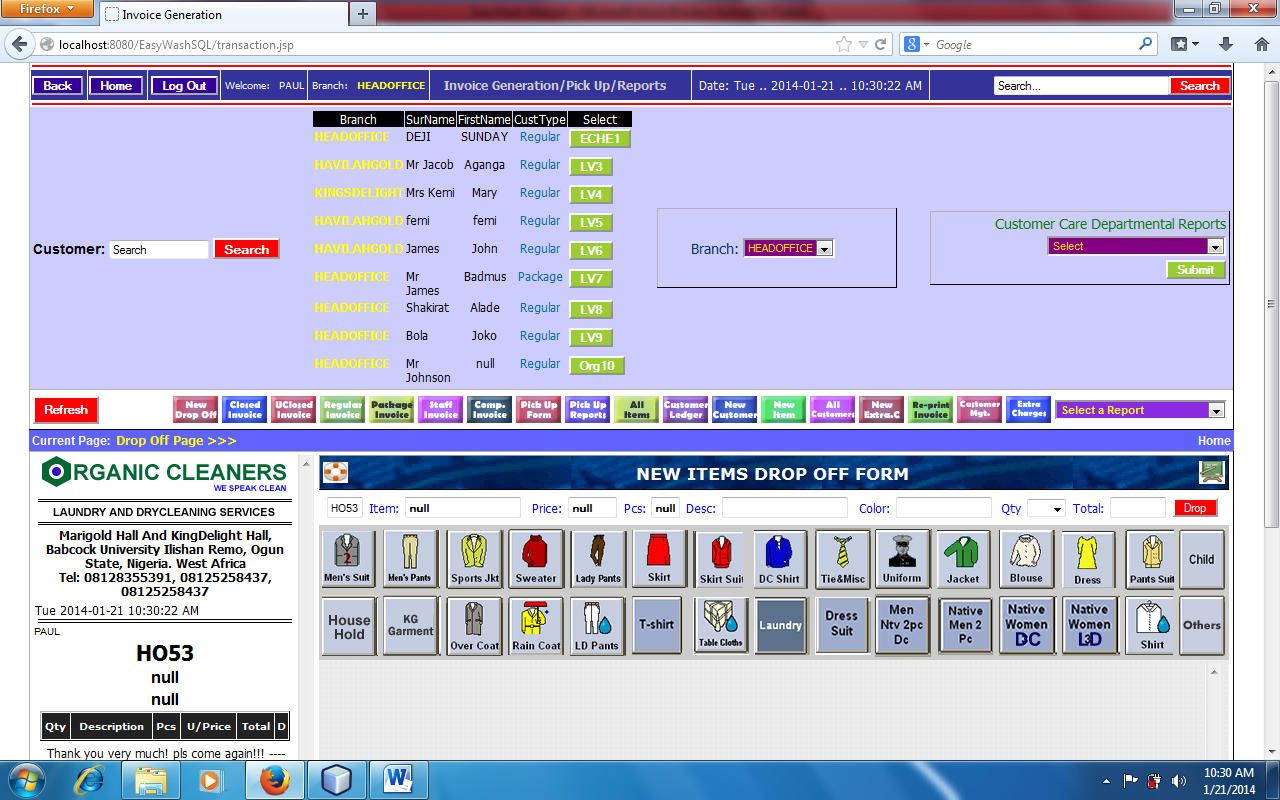 Firefox
Invoice Generation
localhost:8080/EasyWashSQL/transaction.jsp
Google
Back Home Log Out Welcome: PAUL Branch: HEADOFFICE Invoice Generation/Pick Up/Reports Date: Tue .. 2014-01-21 .. 10:30:22 AM Search... Search
Branch SurName FirstName CustType Select
HEADOFFICE DEJI SUNDAY Regular ECHE1
HAVILAHGOLD Mr Jacob Aganga Regular LV3
KINGSDELIGHT Mrs Kemi Mary Regular LV4
HAVILAHGOLD femi femi Regular LV5
HAVILAHGOLD James John Regular LV6
HEADOFFICE Mr James Badmus Package LV7
HEADOFFICE Shakirat Alade Regular LV8
HEADOFFICE Bola Joko Regular LV9
HEADOFFICE Mr Johnson null Regular Org10
Customer: Search Search
Branch: HEADOFFICE
Customer Care Departmental Reports
Select
Submit
Refresh
New Drop Off
Closed Invoice
UClosed Invoice
Regular Invoice
Package Invoice
Staff Invoice
Comp. Invoice
Pick Up Form
Pick Up Reports
All Items
Customer Ledger
New Customer
New Item
All Customers
New Extra.C
Re-print Invoice
Customer Mgt.
Extra Charges
Select a Report
Current Page: Drop Off Page >>> Home
ORGANIC CLEANERS
WE SPEAK CLEAN
LAUNDRY AND DRYCLEANING SERVICES
Marigold Hall And KingDelight Hall,
Babcock University Ilishan Remo, Ogun
State, Nigeria. West Africa
Tel: 08128355391, 08125258437,
08125258437
Tue 2014-01-21 10:30:22 AM
PAUL
HO53
null
null
Qty Description Pcs U/Price Total D
Thank you very much! pls come again!!! ----
NEW ITEMS DROP OFF FORM
HO53 Item: null Price: null Pcs: null Desc: Color: Qty Total: Drop
Men's Suit
Men's Pants
Sports Jkt
Sweater
Lady Pants
Skirt
Skirt Suit
DC Shirt
Tie&Misc
Uniform
Jacket
Blouse
Dress
Pants Suit
Child
House Hold
KG Garment
Over Coat
Rain Coat
LD Pants
T-shirt
Table Cloths
Laundry
Dress Suit
Men Ntv 2pc Dc
Native Men 2 Pc
Native Women DC
Native Women L3D
Shirt
Others
10:30 AM
1/21/2014